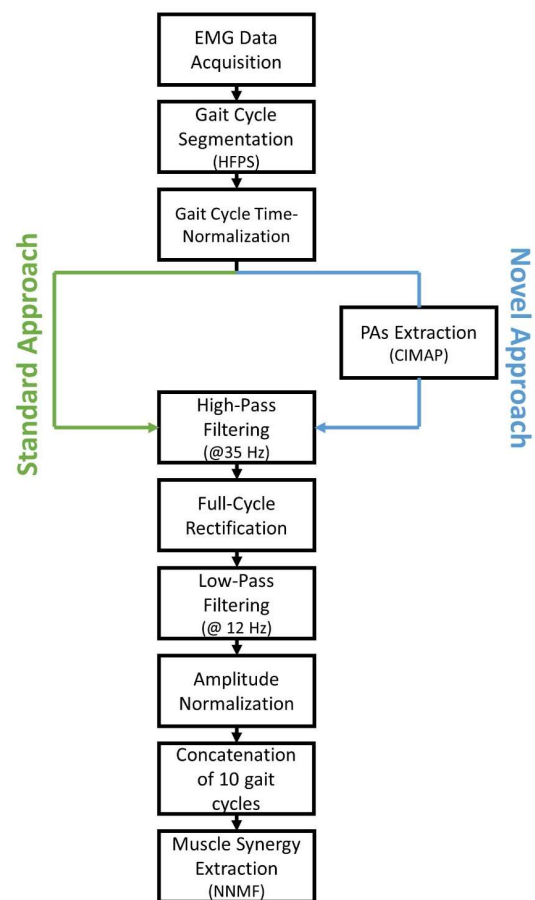 EMG Data
Acquisition
Gait Cycle
Segmentation
(HFPS)
Gait Cycle Time-
Normalization
Standard Approach
Novel Approach
PAs Extraction
(CIMAP)
High-Pass
Filtering
(@35 Hz)
Full-Cycle
Rectification
Low-Pass
Filtering
(@ 12 Hz)
Amplitude
Normalization
Concatenation
of 10 gait
cycles
Muscle Synergy
Extraction
(NNMF)